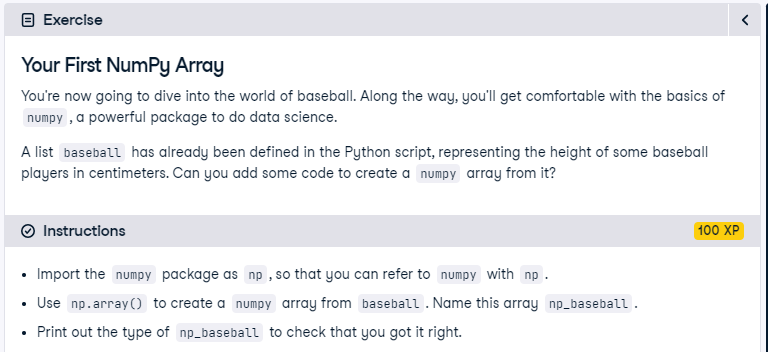 Exercise
Your First NumPy Array
You're now going to dive into the world of baseball. Along the way, you'll get comfortable with the basics of
numpy, a powerful package to do data science.
A list baseball has already been defined in the Python script, representing the height of some baseball
players in centimeters. Can you add some code to create a numpy array from it?
Instructions
100 XP
• Import the numpy package as np, so that you can refer to numpy with np.
• Use np.array() to create a numpy array from baseball. Name this array np_baseball.
• Print out the type of np_baseball to check that you got it right.